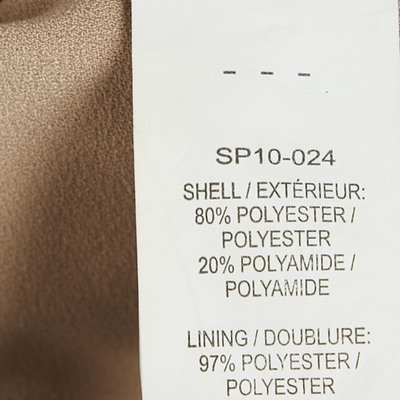 - - -
SP10-024
SHELL / EXTÉRIEUR:
80% POLYESTER /
POLYESTER
20% POLYAMIDE /
POLYAMIDE
LINING / DOUBLURE:
97% POLYESTER /
POLYESTER